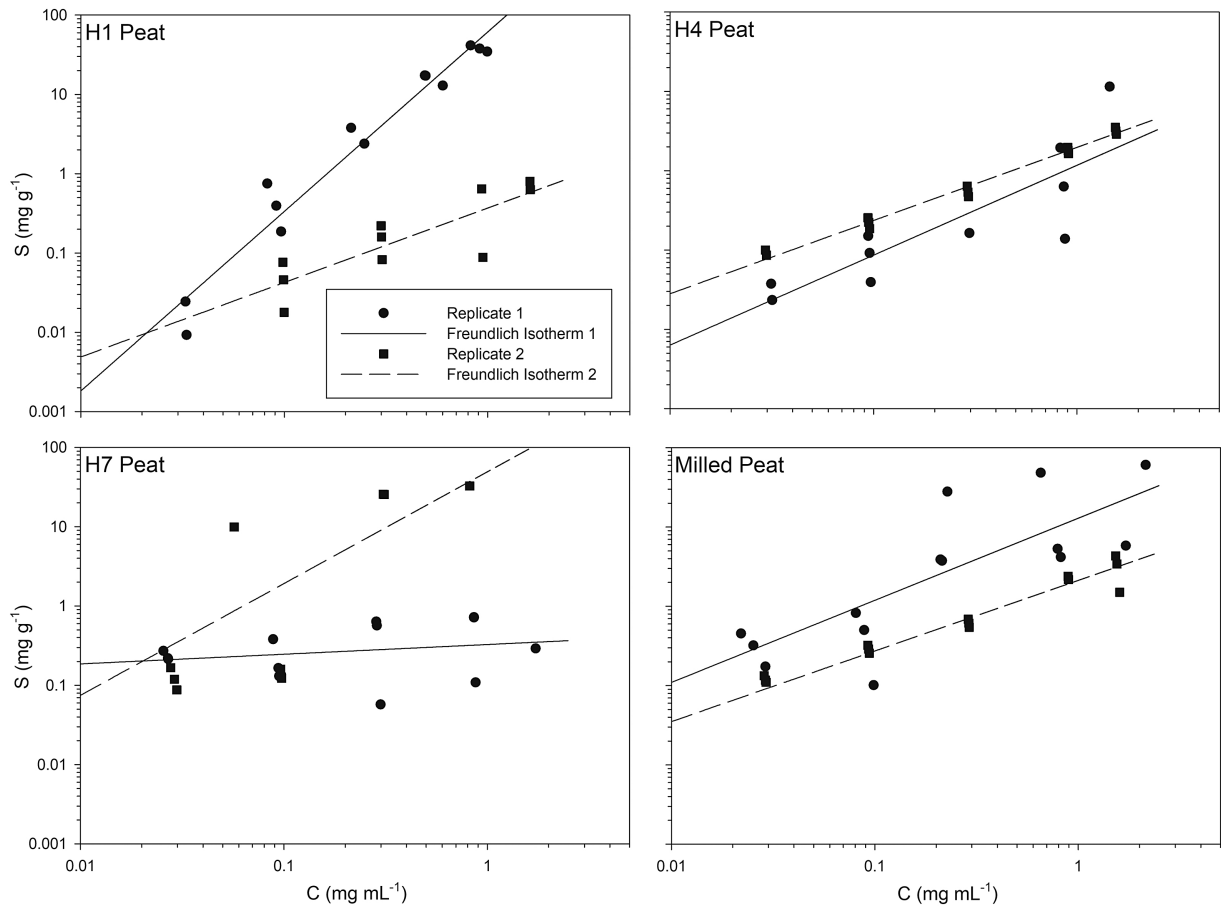 H1 Peat
100
10
1
0.1
0.01
0.001
S (mg g⁻¹)
Replicate 1
Freundlich Isotherm 1
Replicate 2
Freundlich Isotherm 2
H4 Peat
H7 Peat
100
10
1
0.1
0.01
0.001
S (mg g⁻¹)
0.01
0.1
1
C (mg mL⁻¹)
Milled Peat
0.01
0.1
1
C (mg mL⁻¹)